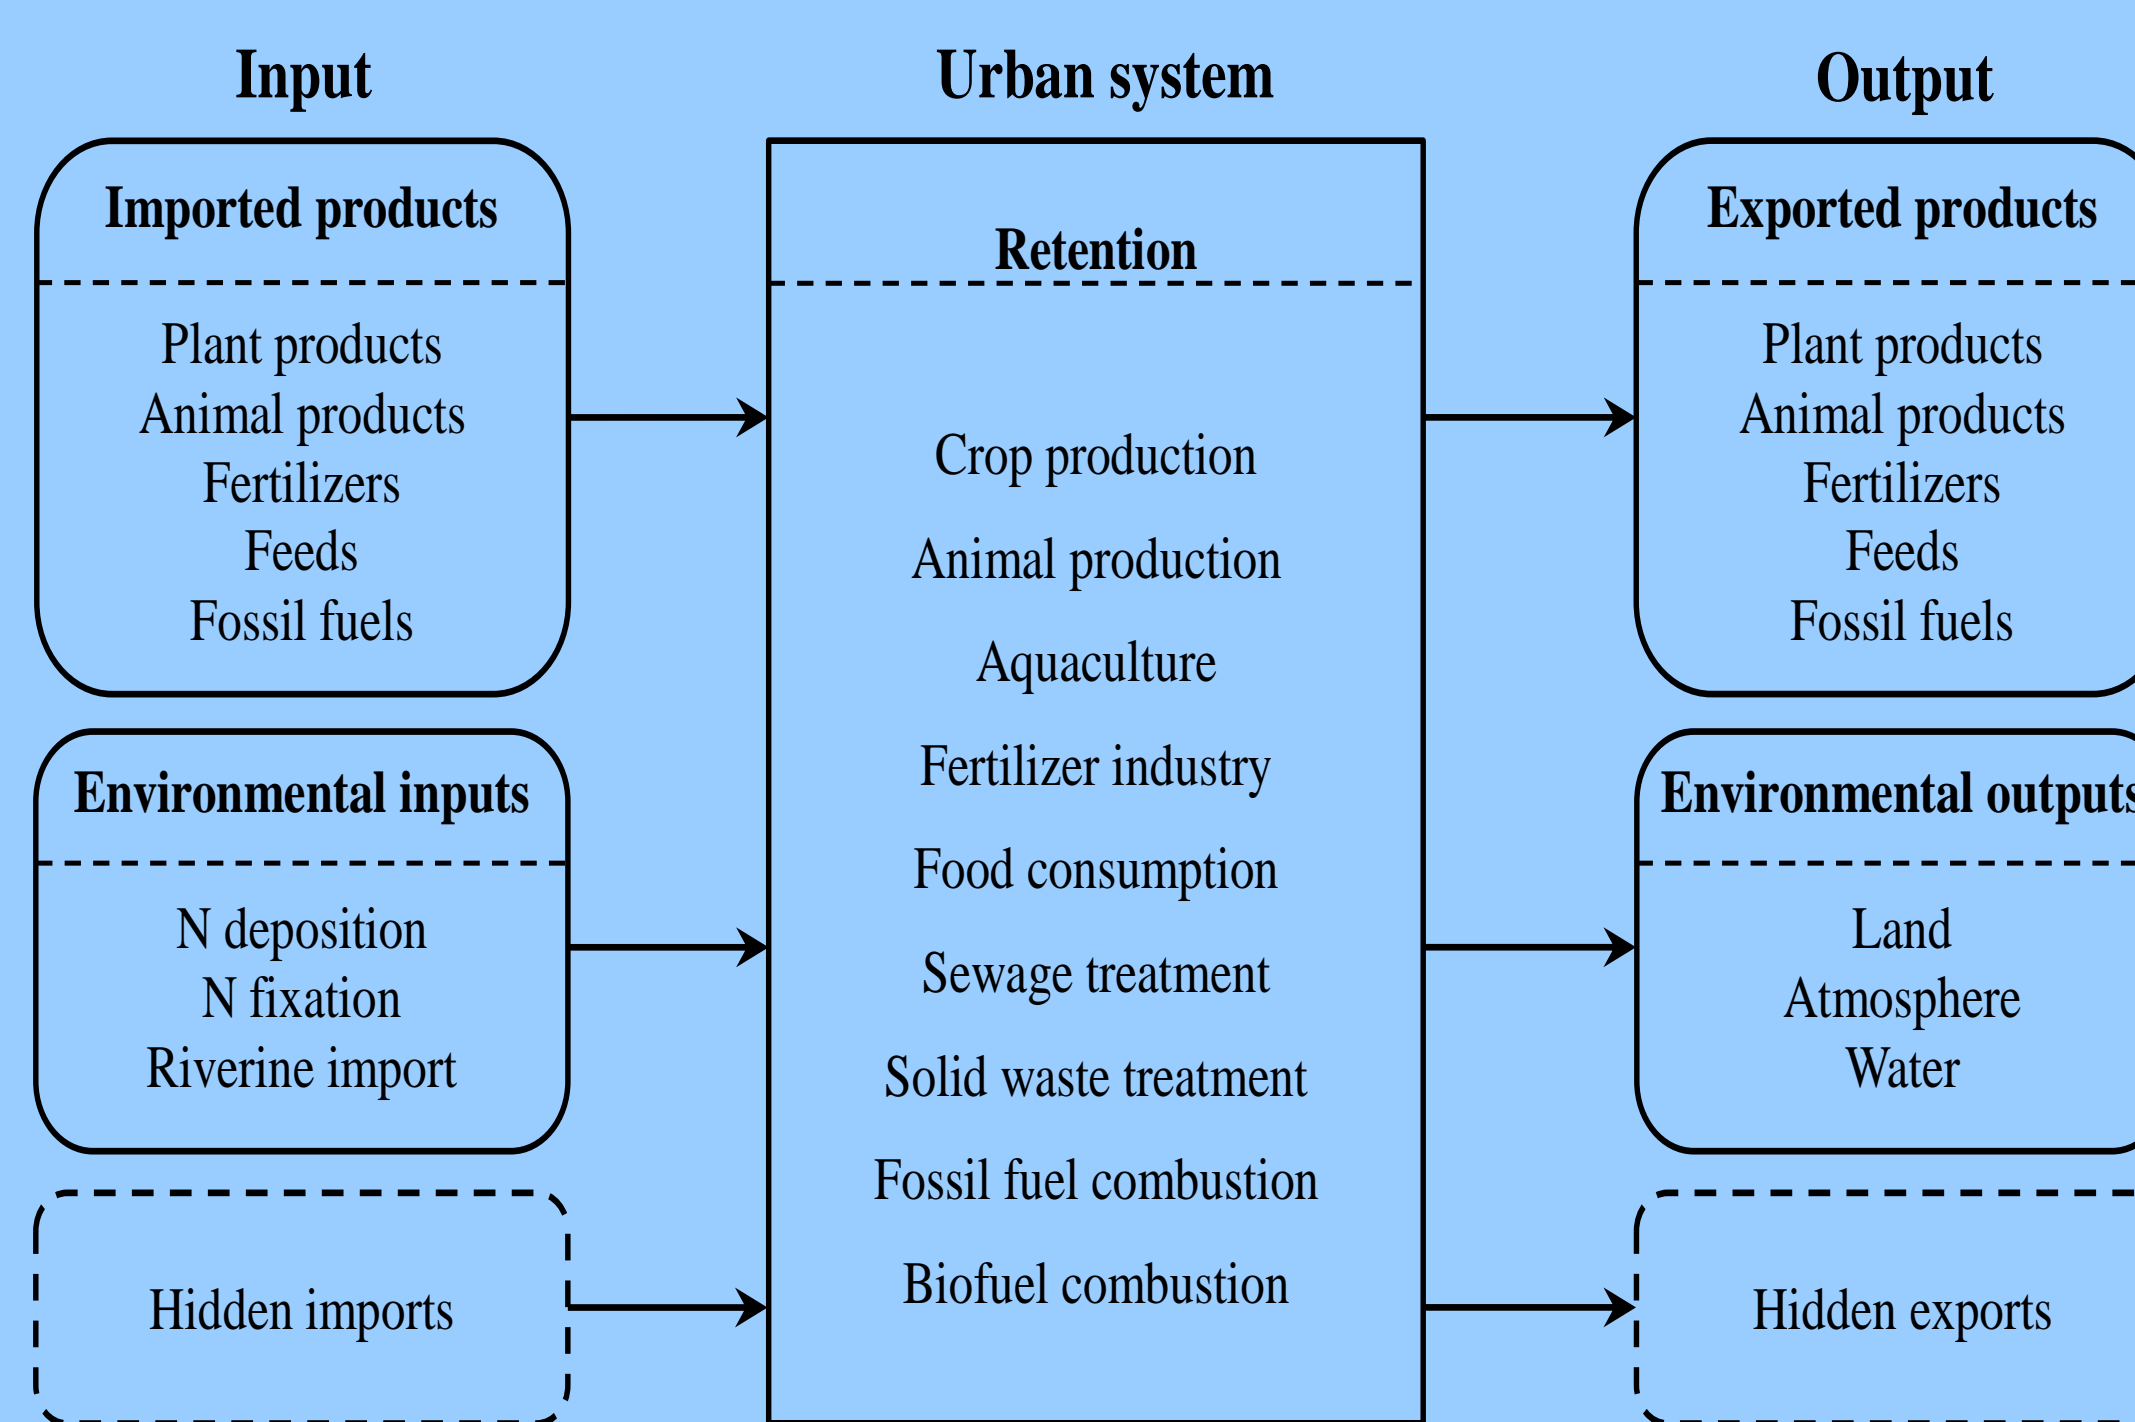 Input
Imported products
Plant products
Animal products
Fertilizers
Feeds
Fossil fuels
Environmental inputs
N deposition
N fixation
Riverine import
Hidden imports
Urban system
Retention
Crop production
Animal production
Aquaculture
Fertilizer industry
Food consumption
Sewage treatment
Solid waste treatment
Fossil fuel combustion
Biofuel combustion
Output
Exported products
Plant products
Animal products
Fertilizers
Feeds
Fossil fuels
Environmental outputs
Land
Atmosphere
Water
Hidden exports